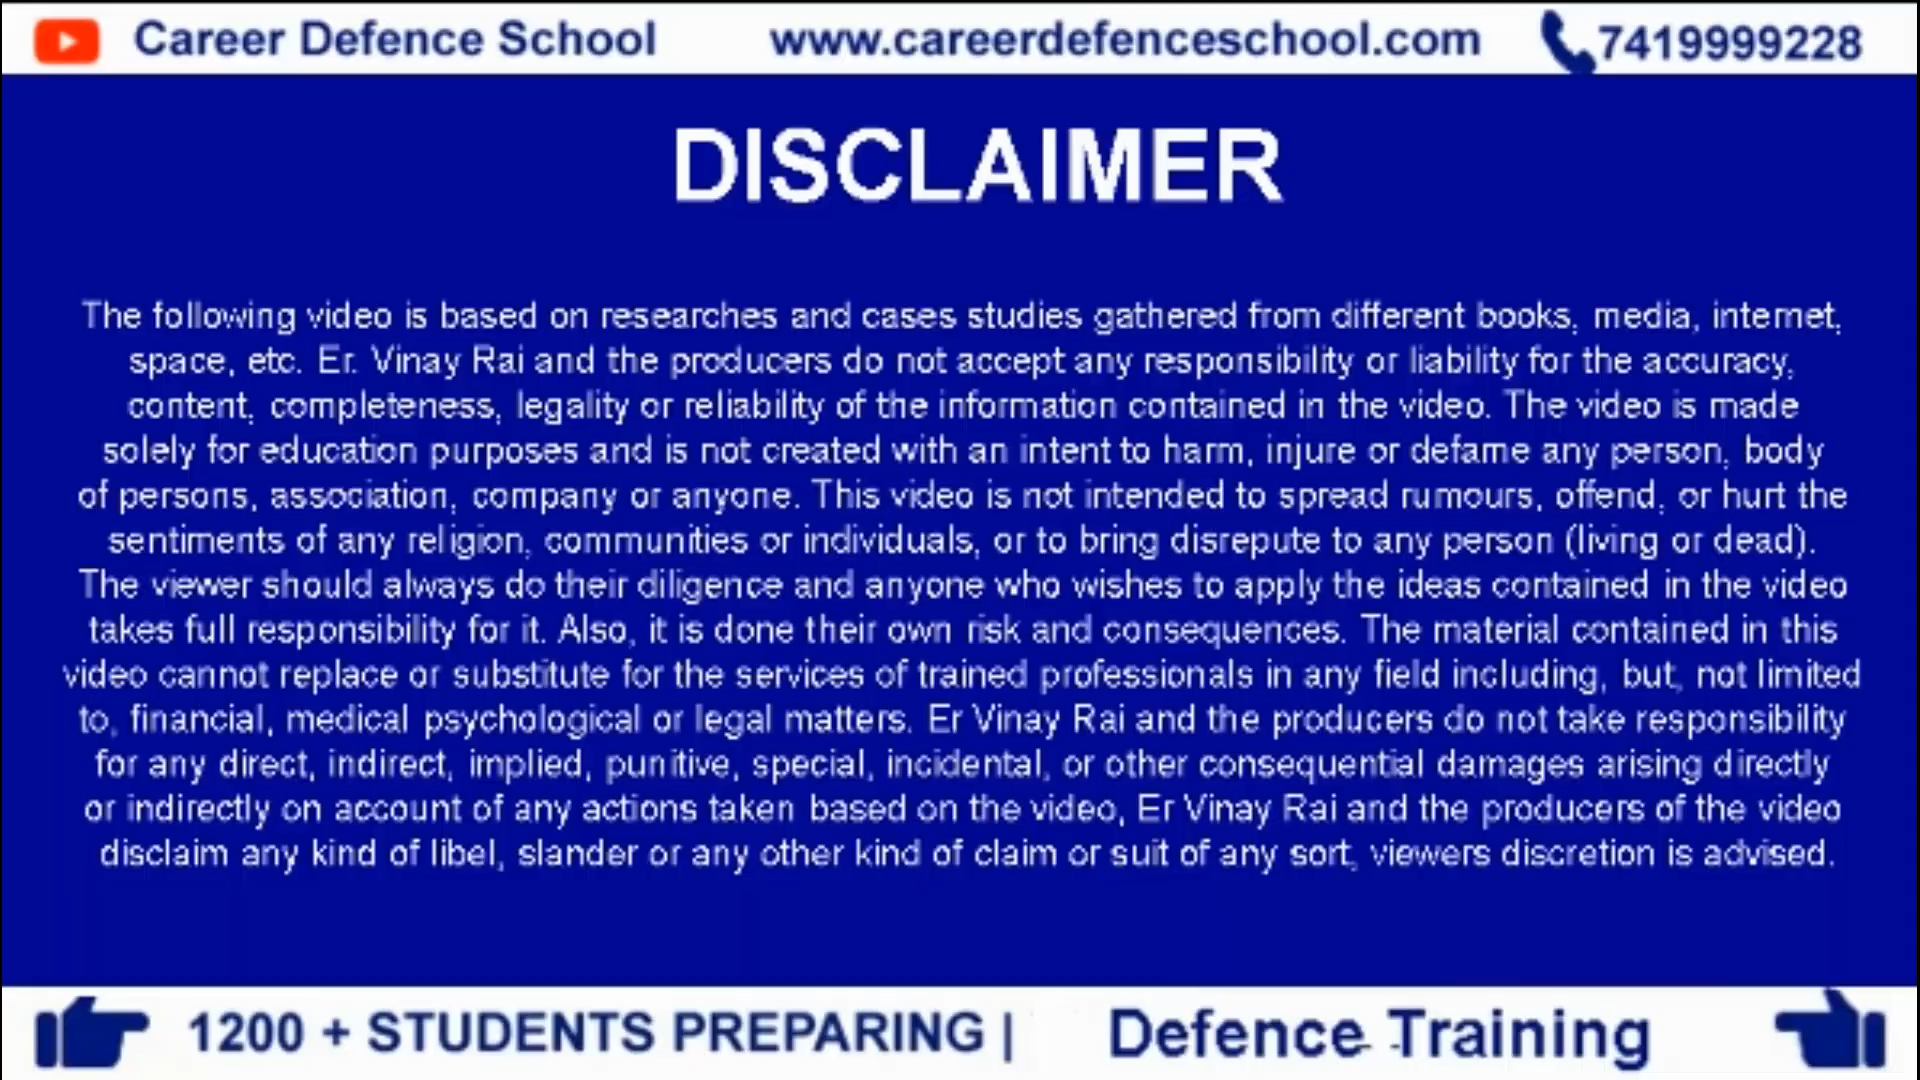 Career Defence School www.careerdefenceschool.com 7419999228
DISCLAIMER
The following video is based on researches and cases studies gathered from different books, media, internet,
space, etc. Er. Vinay Rai and the producers do not accept any responsibility or liability for the accuracy,
content, completeness, legality or reliability of the information contained in the video. The video is made
solely for education purposes and is not created with an intent to harm, injure or defame any person, body
of persons, association, company or anyone. This video is not intended to spread rumours, offend, or hurt the
sentiments of any religion, communities or individuals, or to bring disrepute to any person (living or dead).
The viewer should always do their diligence and anyone who wishes to apply the ideas contained in the video
takes full responsibility for it. Also, it is done their own risk and consequences. The material contained in this
video cannot replace or substitute for the services of trained professionals in any field including, but, not limited
to, financial, medical psychological or legal matters. Er Vinay Rai and the producers do not take responsibility
for any direct, indirect, implied, punitive, special, incidental, or other consequential damages arising directly
or indirectly on account of any actions taken based on the video, Er Vinay Rai and the producers of the video
disclaim any kind of libel, slander or any other kind of claim or suit of any sort, viewers discretion is advised.
1200 + STUDENTS PREPARING | Defence Training